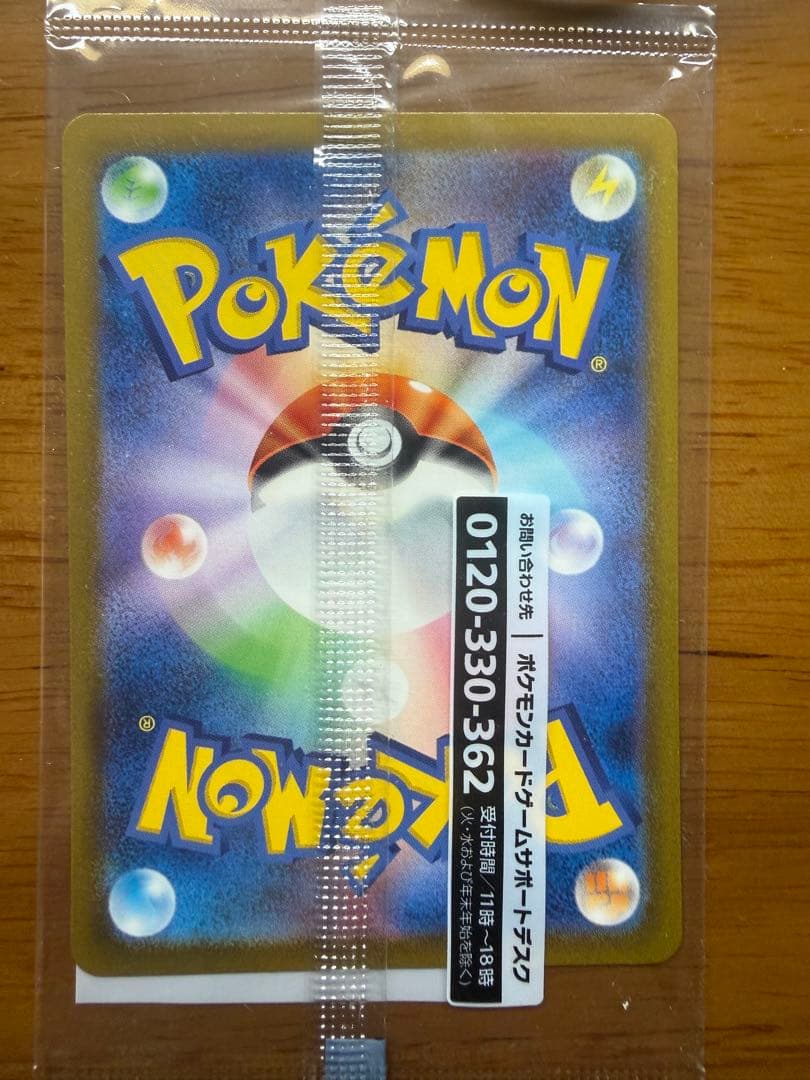 POKéMON
®
お問い合わせ先 | ポケモンカードゲームサポートデスク
0120-330-362 受付時間/11時～18時
(火・水および年末年始を除く)
POKéMON
®